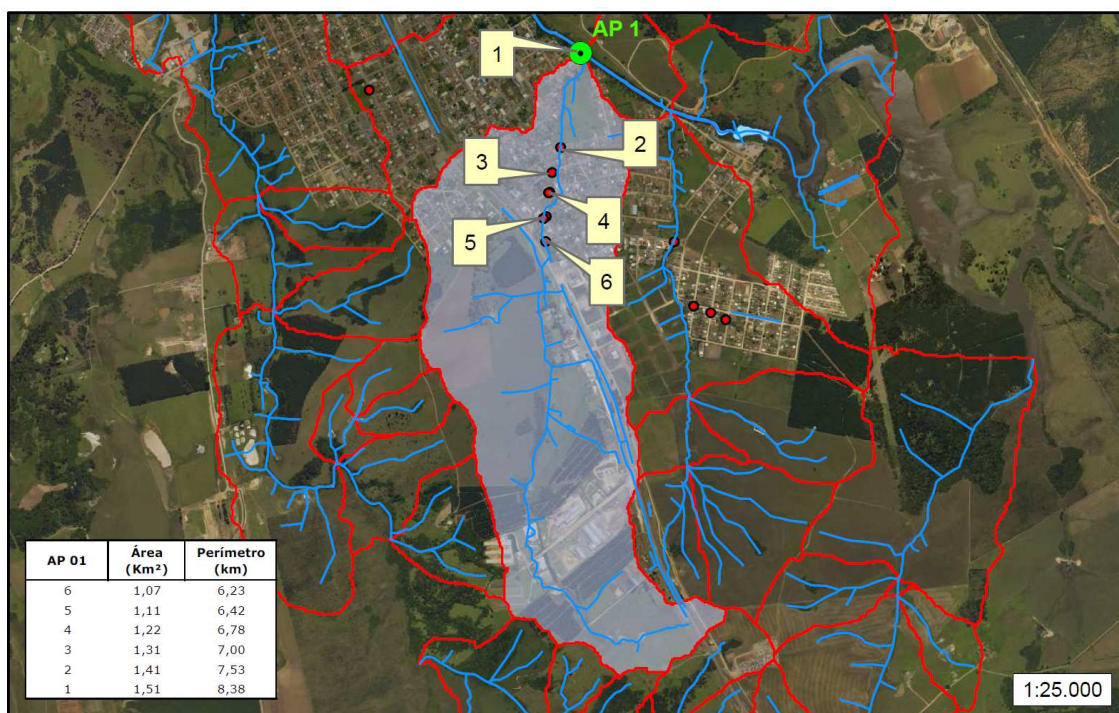 AP 1
1
2
3
4
5
6
AP 01 Área (Km²) Perímetro (km)
6 1,07 6,23
5 1,11 6,42
4 1,22 6,78
3 1,31 7,00
2 1,41 7,53
1 1,51 8,38
1:25.000